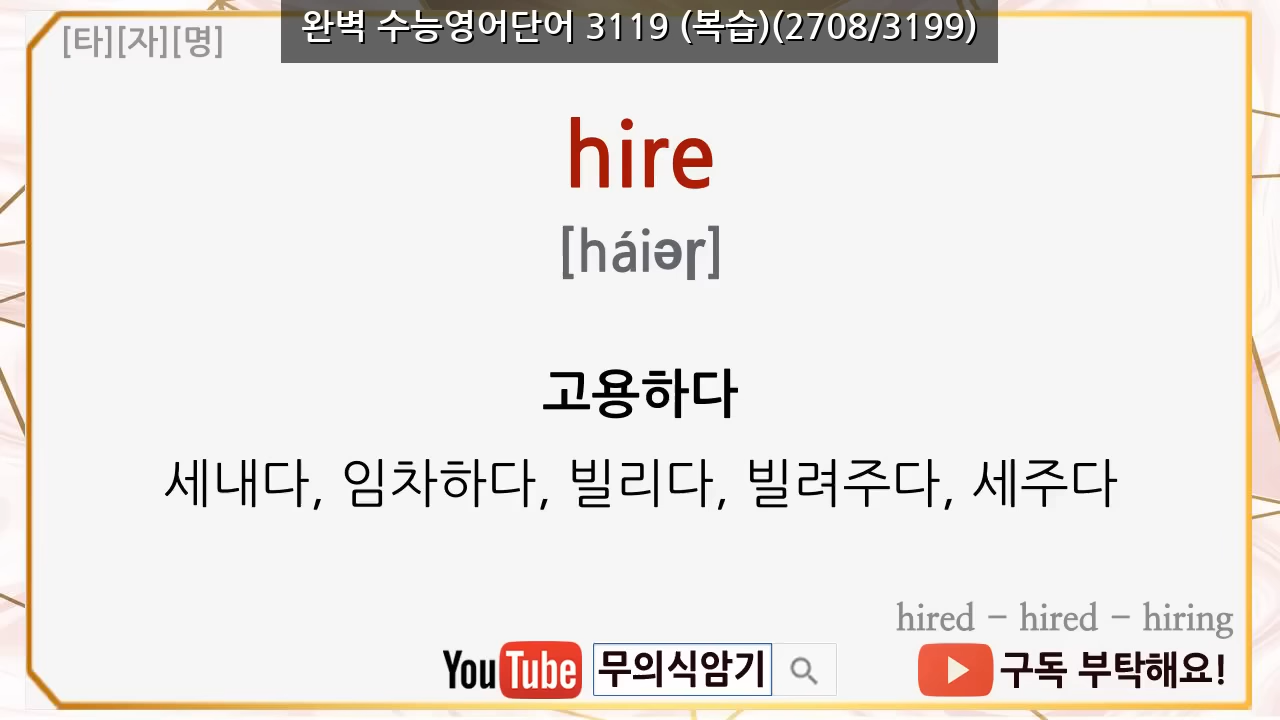 완벽 수능영어단어 3119 (복습)(2708/3199)
[타][자][명]
hire
[háiəɼ]
고용하다
세내다, 임차하다, 빌리다, 빌려주다, 세주다
hired - hired - hiring
YouTube 무의식암기 구독 부탁해요!